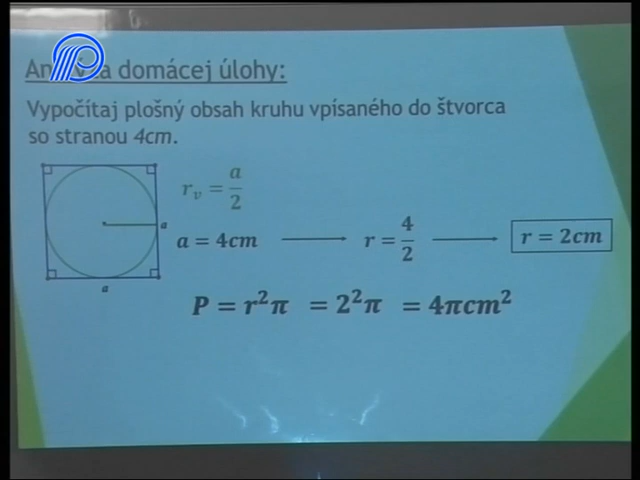 domácej úlohy:
Vypočítaj plošný obsah kruhu vpísaného do štvorca
so stranou 4cm.
r_v = a/2
a = 4cm → r = 4/2 → r = 2cm
a
a
P = r²π = 2²π = 4πcm²